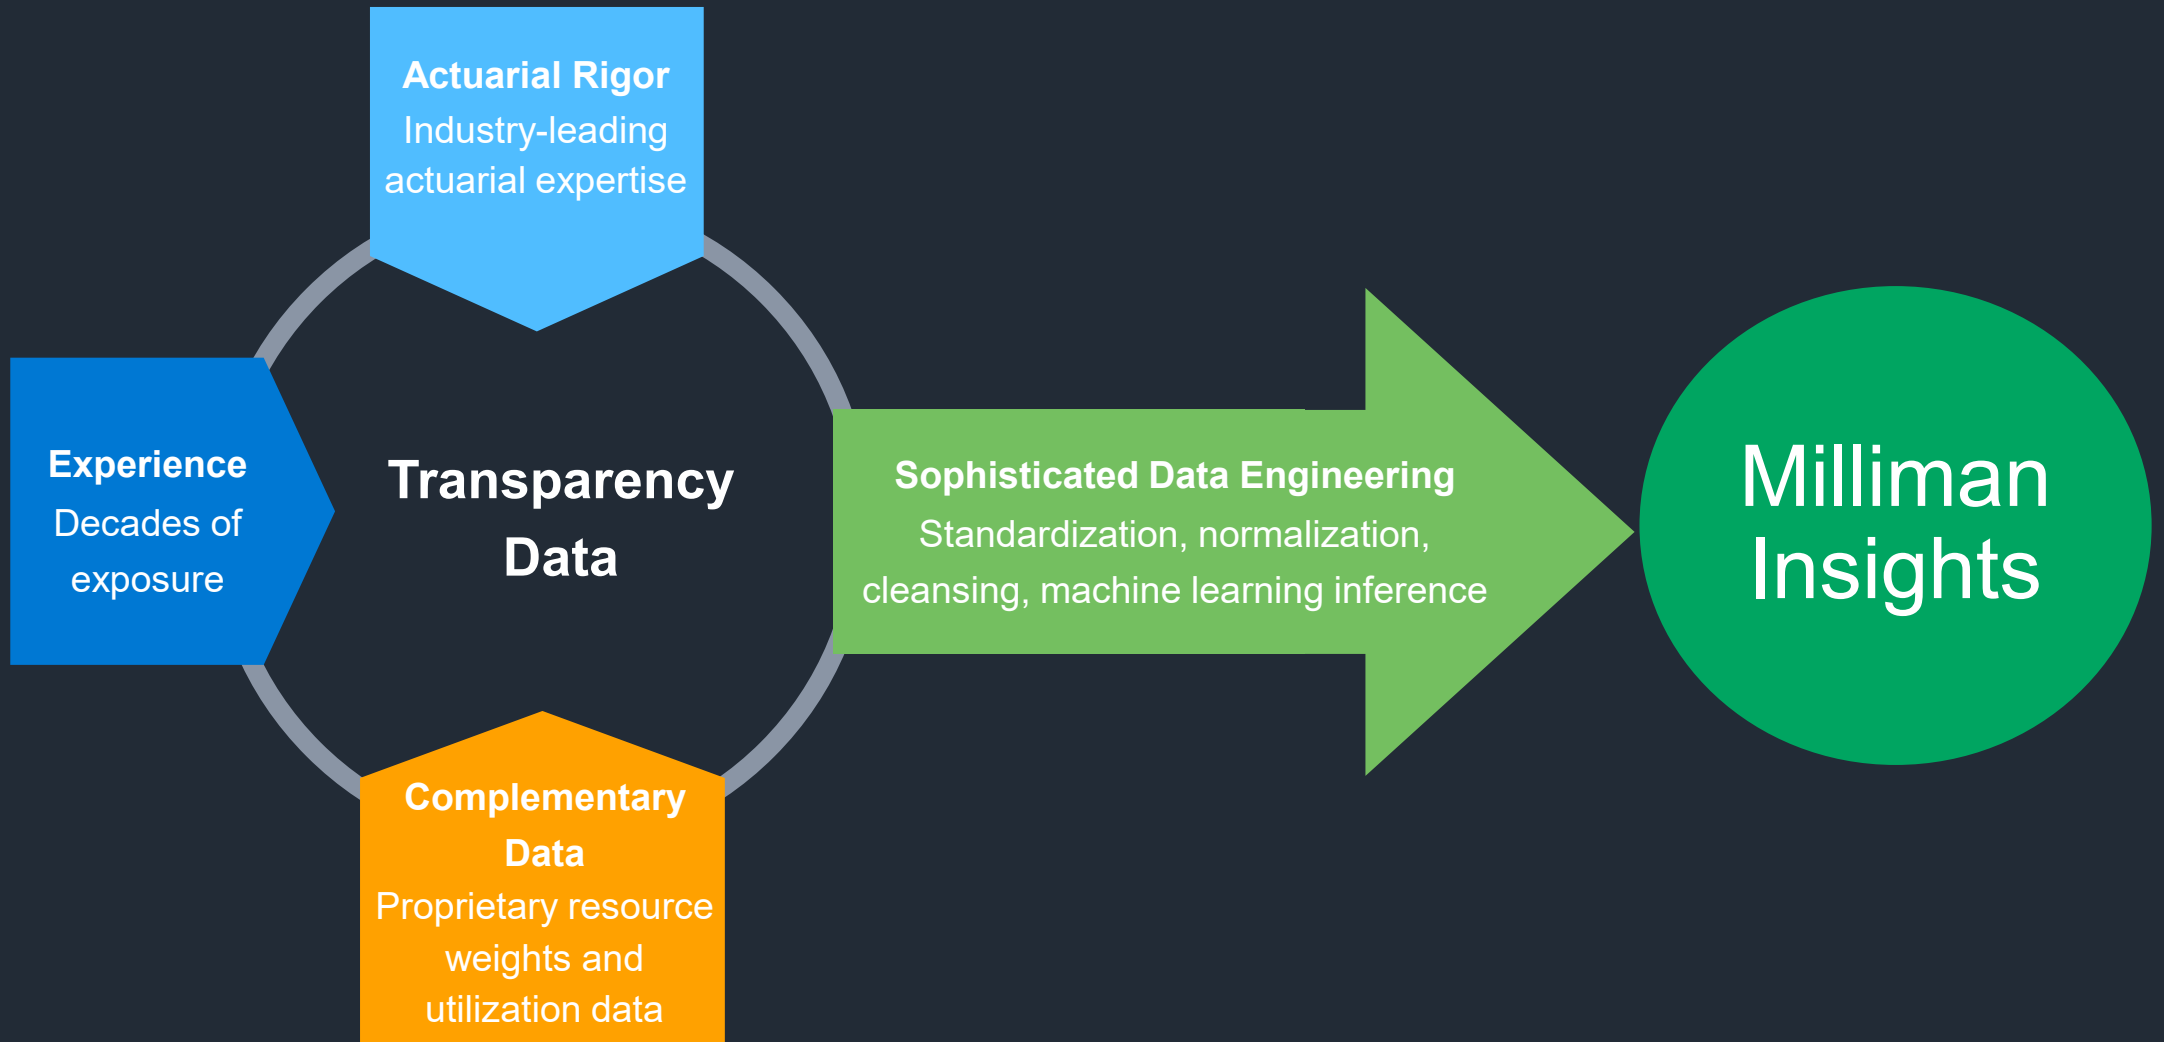 Actuarial Rigor
Industry-leading
actuarial expertise
Experience
Decades of
exposure
Transparency
Data
Sophisticated Data Engineering
Standardization, normalization,
cleansing, machine learning inference
Milliman
Insights
Complementary
Data
Proprietary resource
weights and
utilization data